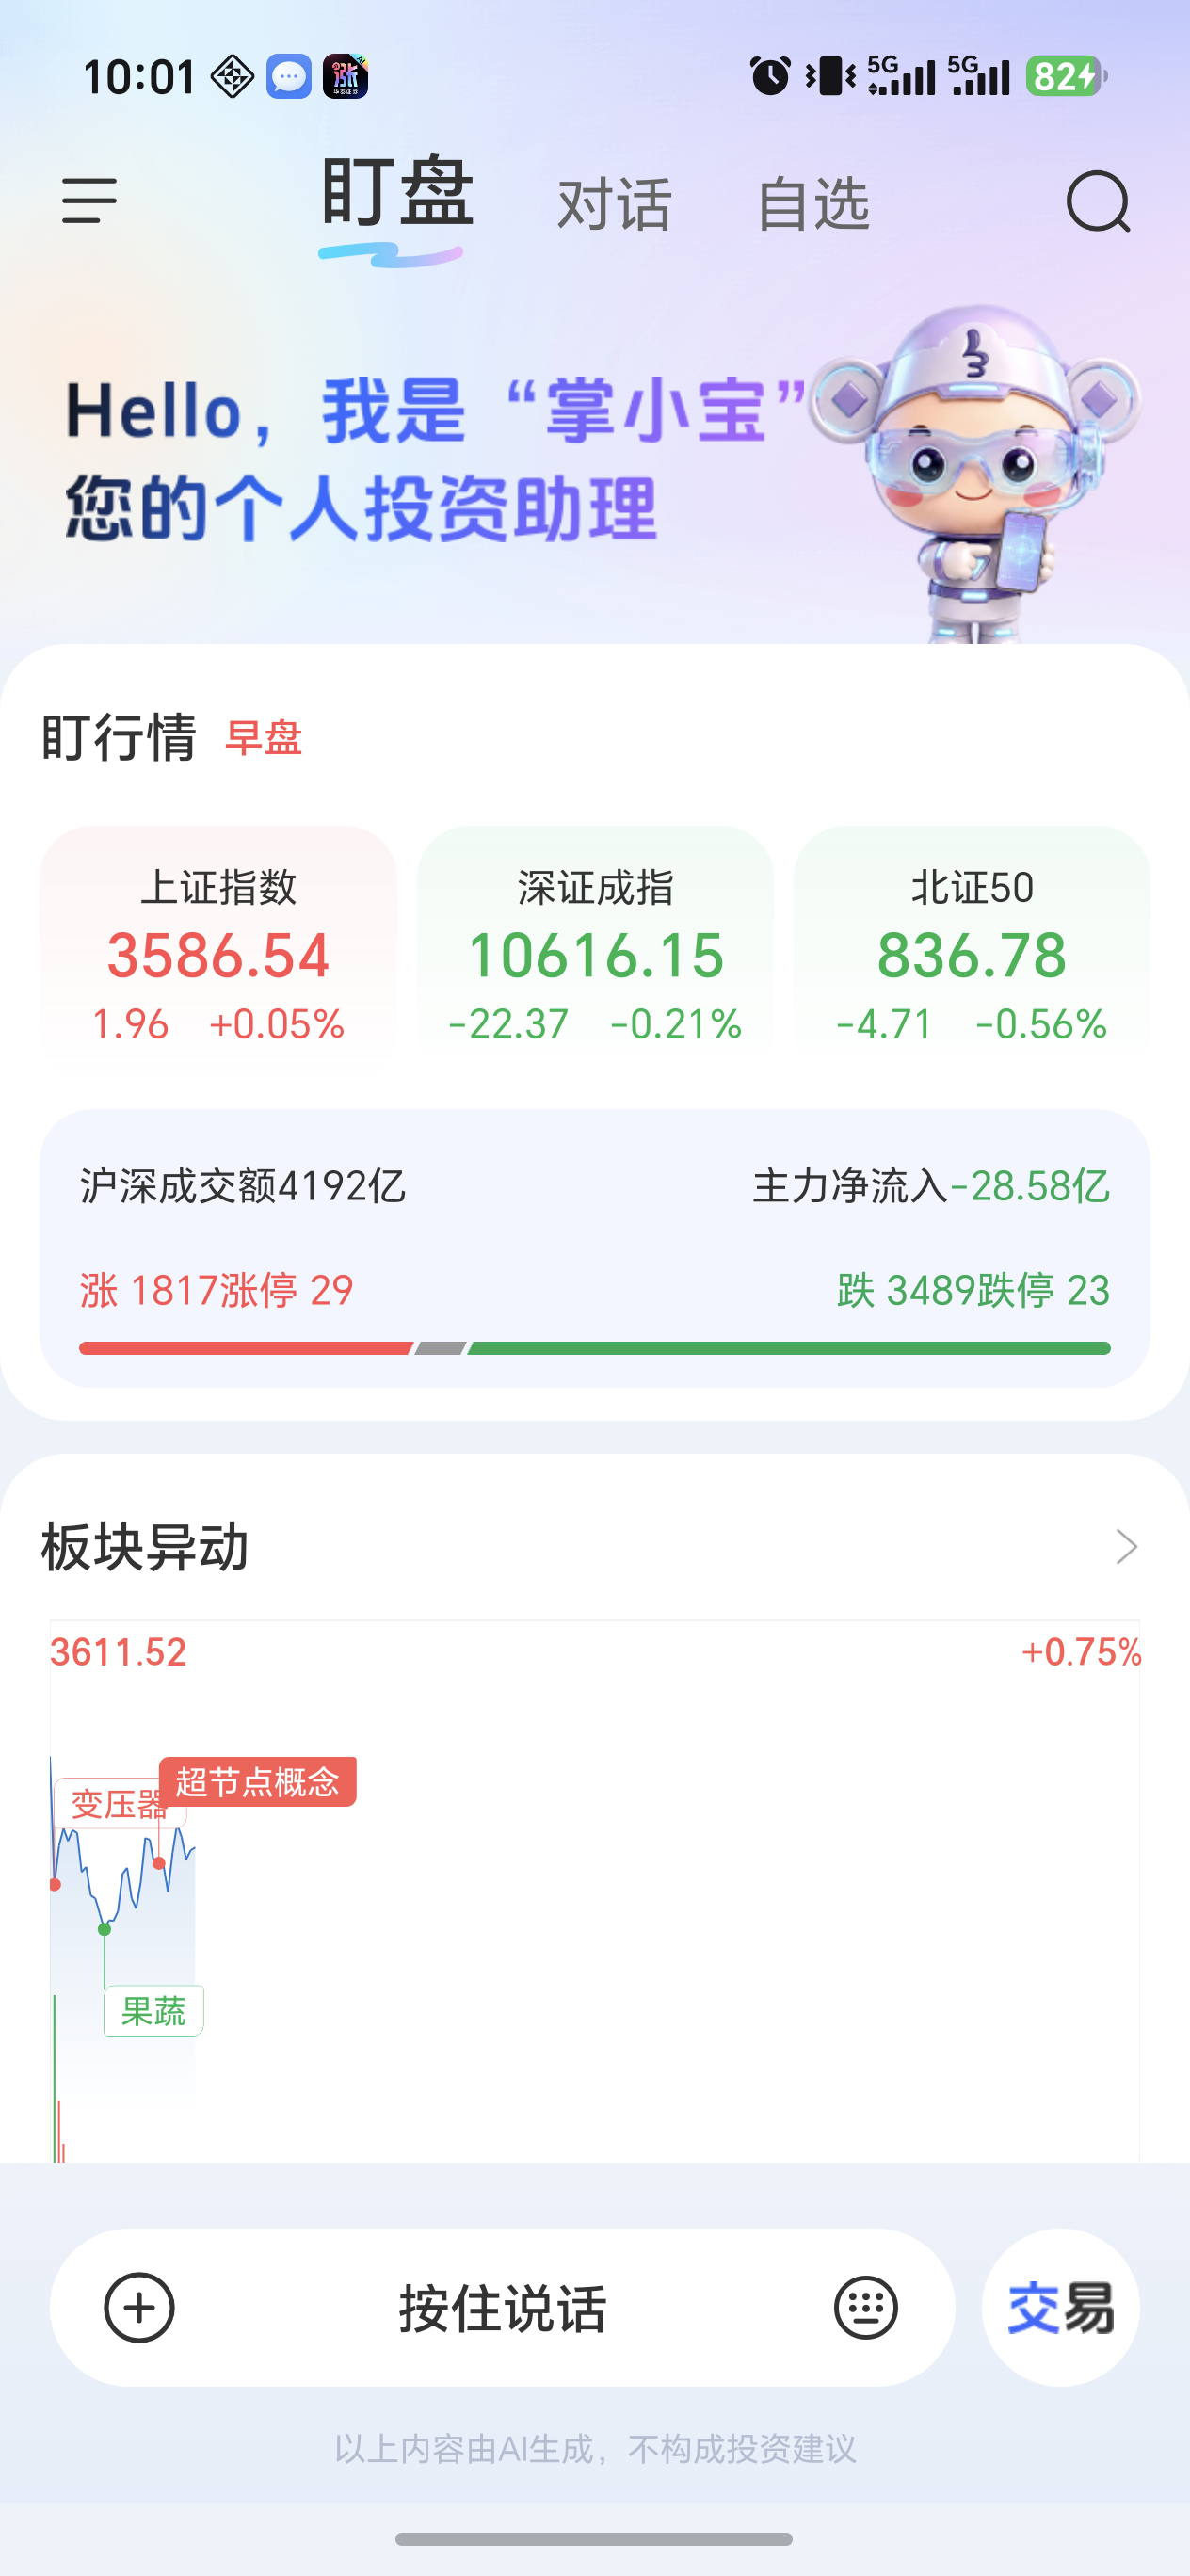 10:01
涨
5G
5G
82
盯盘 对话 自选
Hello，我是“掌小宝”
您的个人投资助理
盯行情 早盘
上证指数 深证成指 北证50
3586.54 10616.15 836.78
1.96 +0.05% -22.37 -0.21% -4.71 -0.56%
沪深成交额4192亿 主力净流入-28.58亿
涨 1817涨停 29 跌 3489跌停 23
板块异动
3611.52 +0.75%
超节点概念
变压器
果蔬
按住说话 交易
以上内容由AI生成，不构成投资建议